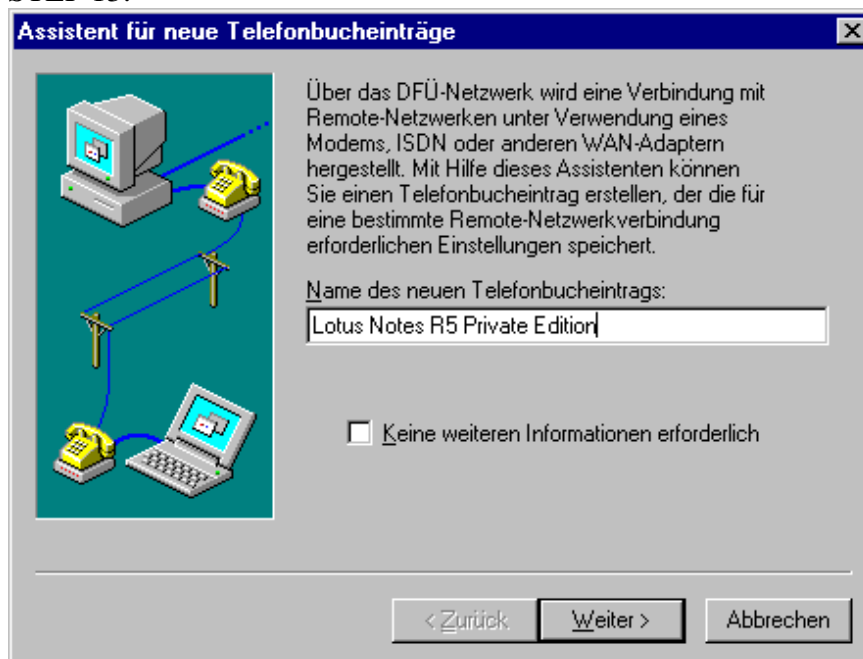 Assistent für neue Telefonbucheinträge
Über das DFÜ-Netzwerk wird eine Verbindung mit
Remote-Netzwerken unter Verwendung eines
Modems, ISDN oder anderen WAN-Adaptern
hergestellt. Mit Hilfe dieses Assistenten können
Sie einen Telefonbucheintrag erstellen, der die für
eine bestimmte Remote-Netzwerkverbindung
erforderlichen Einstellungen speichert.
Name des neuen Telefonbucheintrags:
Lotus Notes R5 Private Edition
Keine weiteren Informationen erforderlich
< Zurück
Weiter >
Abbrechen